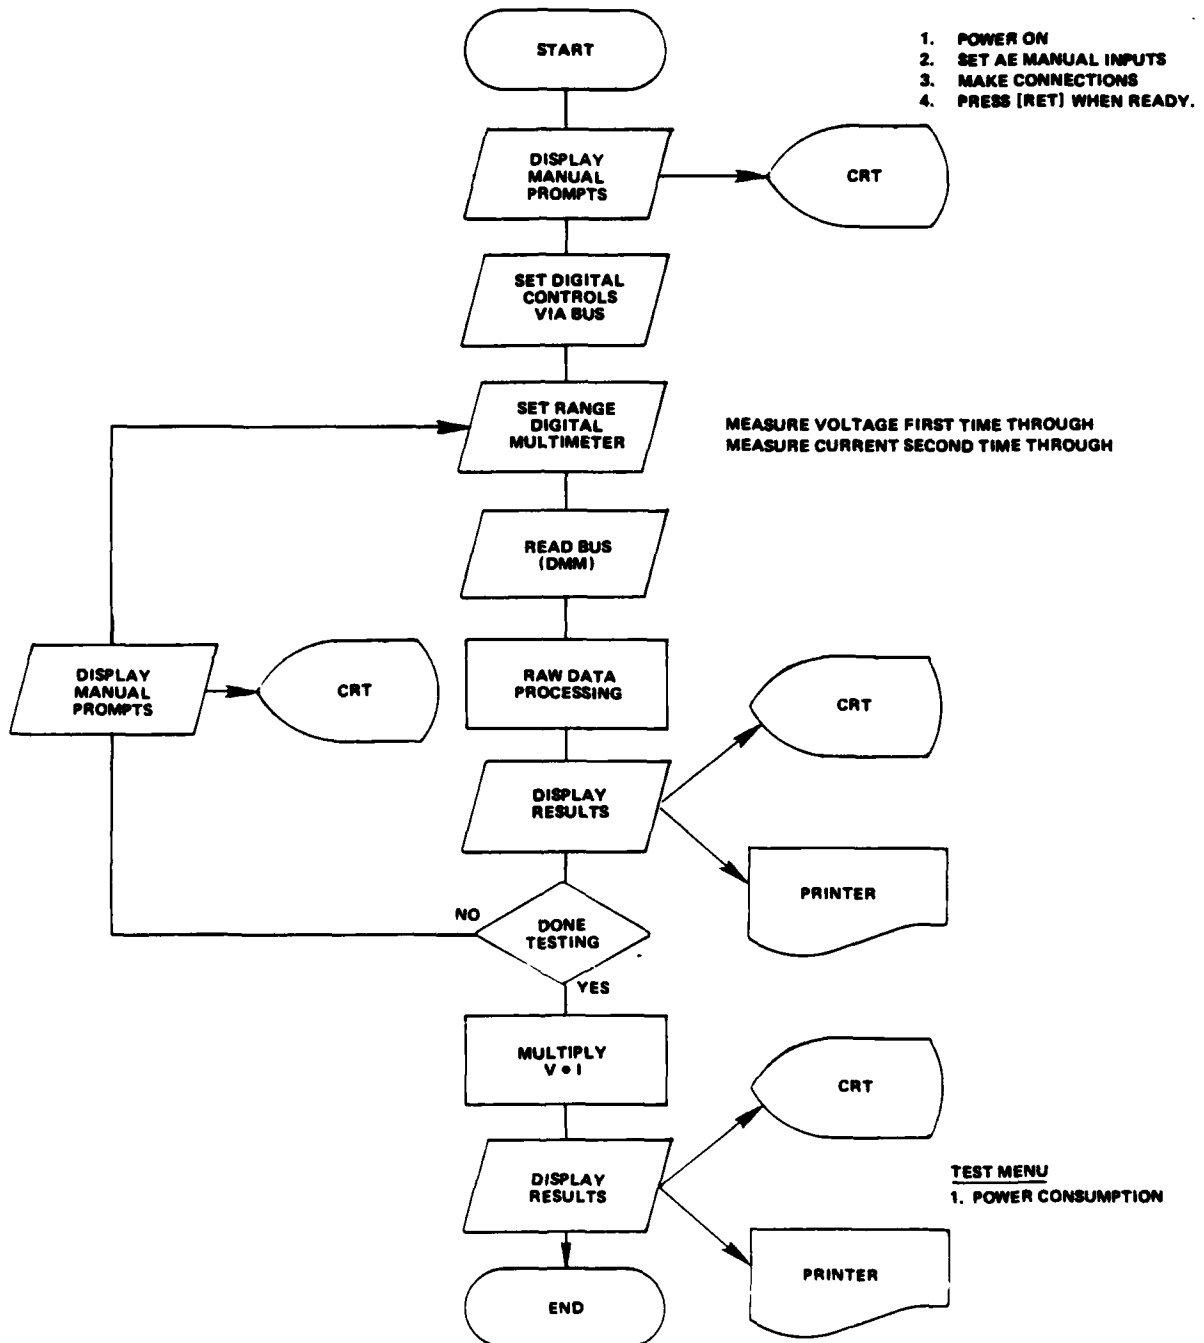 START
1. POWER ON
2. SET AE MANUAL INPUTS
3. MAKE CONNECTIONS
4. PRESS [RET] WHEN READY.
DISPLAY
MANUAL
PROMPTS
CRT
SET DIGITAL
CONTROLS
VIA BUS
SET RANGE
DIGITAL
MULTIMETER
MEASURE VOLTAGE FIRST TIME THROUGH
MEASURE CURRENT SECOND TIME THROUGH
READ BUS
(DMM)
DISPLAY
MANUAL
PROMPTS
CRT
RAW DATA
PROCESSING
CRT
DISPLAY
RESULTS
PRINTER
NO
DONE
TESTING
YES
MULTIPLY
V • I
CRT
DISPLAY
RESULTS
TEST MENU
1. POWER CONSUMPTION
PRINTER
END